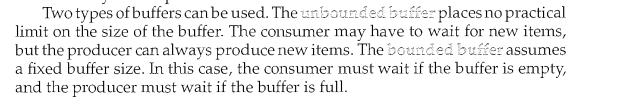 Two types of buffers can be used. The unbounded buffer places no practical
limit on the size of the buffer. The consumer may have to wait for new items,
but the producer can always produce new items. The bounded buffer assumes
a fixed buffer size. In this case, the consumer must wait if the buffer is empty,
and the producer must wait if the buffer is full.